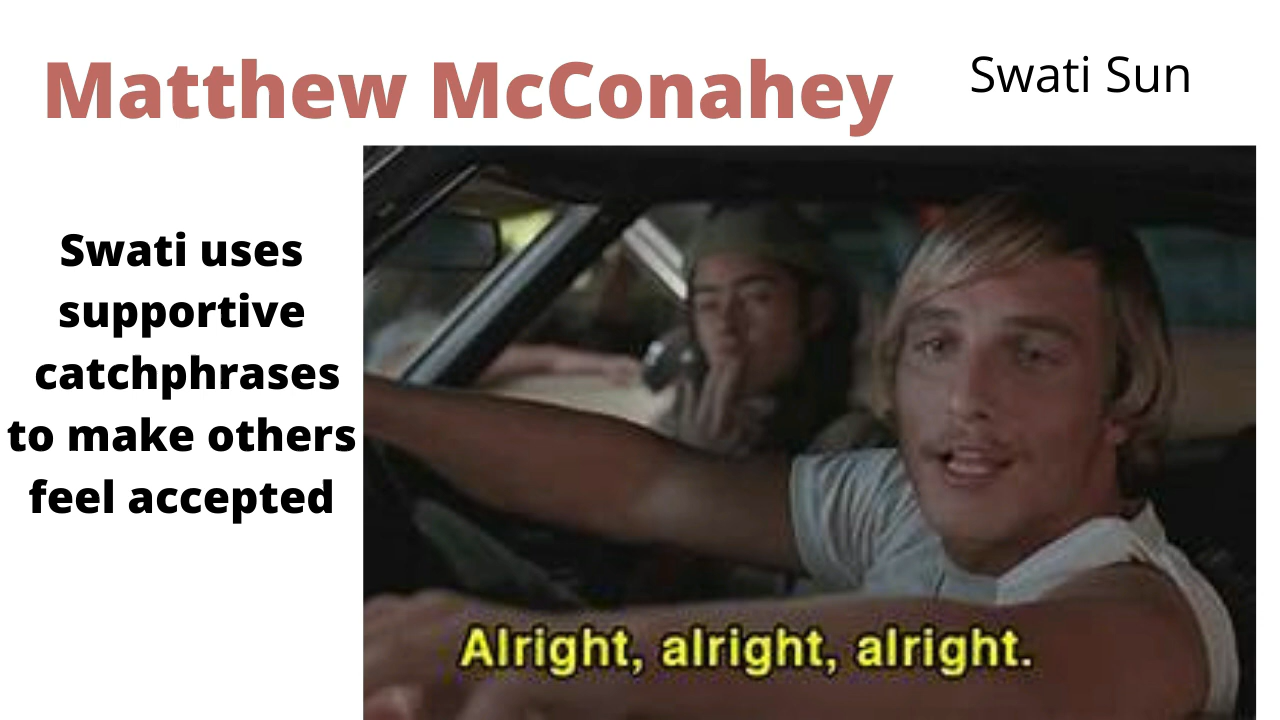 Matthew McConahey
Swati Sun
Swati uses
supportive
catchphrases
to make others
feel accepted
Alright, alright, alright.